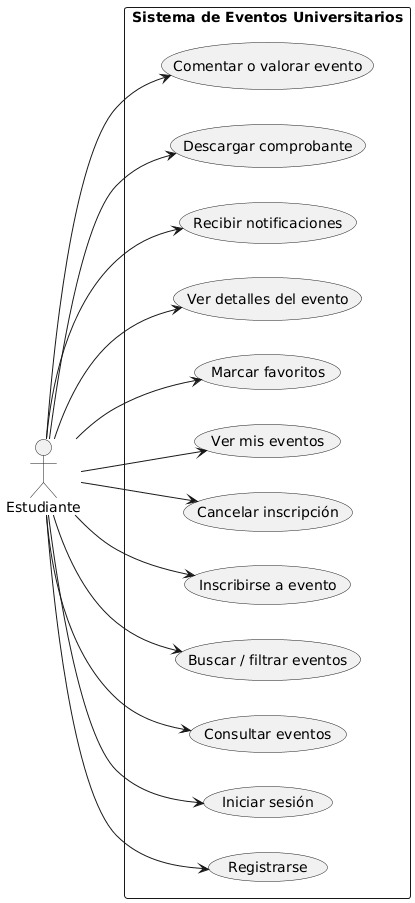 Sistema de Eventos Universitarios
Comentar o valorar evento
Descargar comprobante
Recibir notificaciones
Ver detalles del evento
Marcar favoritos
Ver mis eventos
Estudiante
Cancelar inscripción
Inscribirse a evento
Buscar / filtrar eventos
Consultar eventos
Iniciar sesión
Registrarse